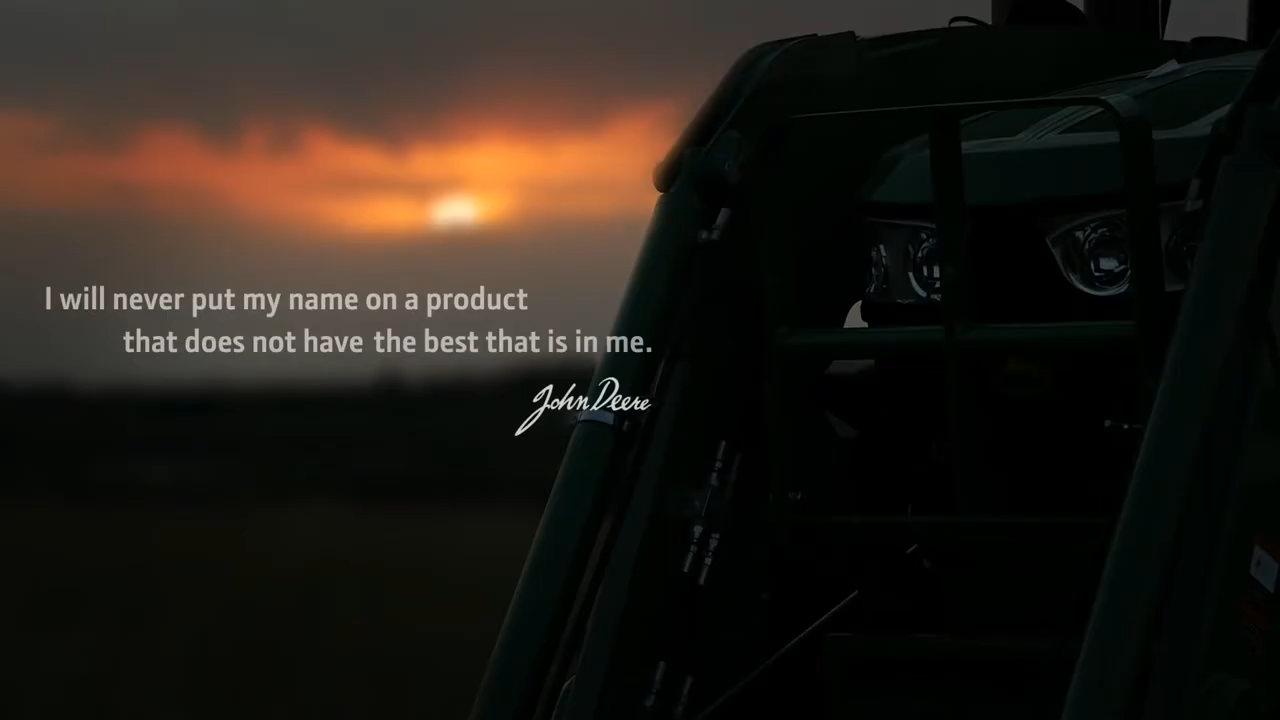 I will never put my name on a product
that does not have the best that is in me.
John Deere